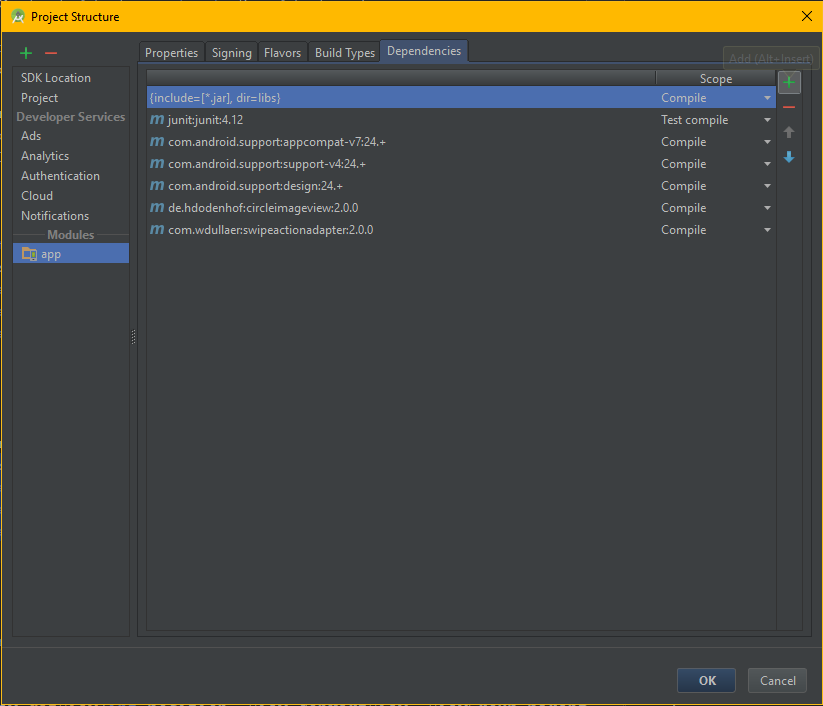 Project Structure
Properties Signing Flavors Build Types Dependencies
Add (Alt+Insert)
SDK Location
Project
Developer Services
Ads
Analytics
Authentication
Cloud
Notifications
Modules
app
Scope
{include=[*.jar], dir=libs} Compile
m junit:junit:4.12 Test compile
m com.android.support:appcompat-v7:24.+ Compile
m com.android.support:support-v4:24.+ Compile
m com.android.support:design:24.+ Compile
m de.hdodenhof:circleimageview:2.0.0 Compile
m com.wdullaer:swipeactionadapter:2.0.0 Compile
OK Cancel